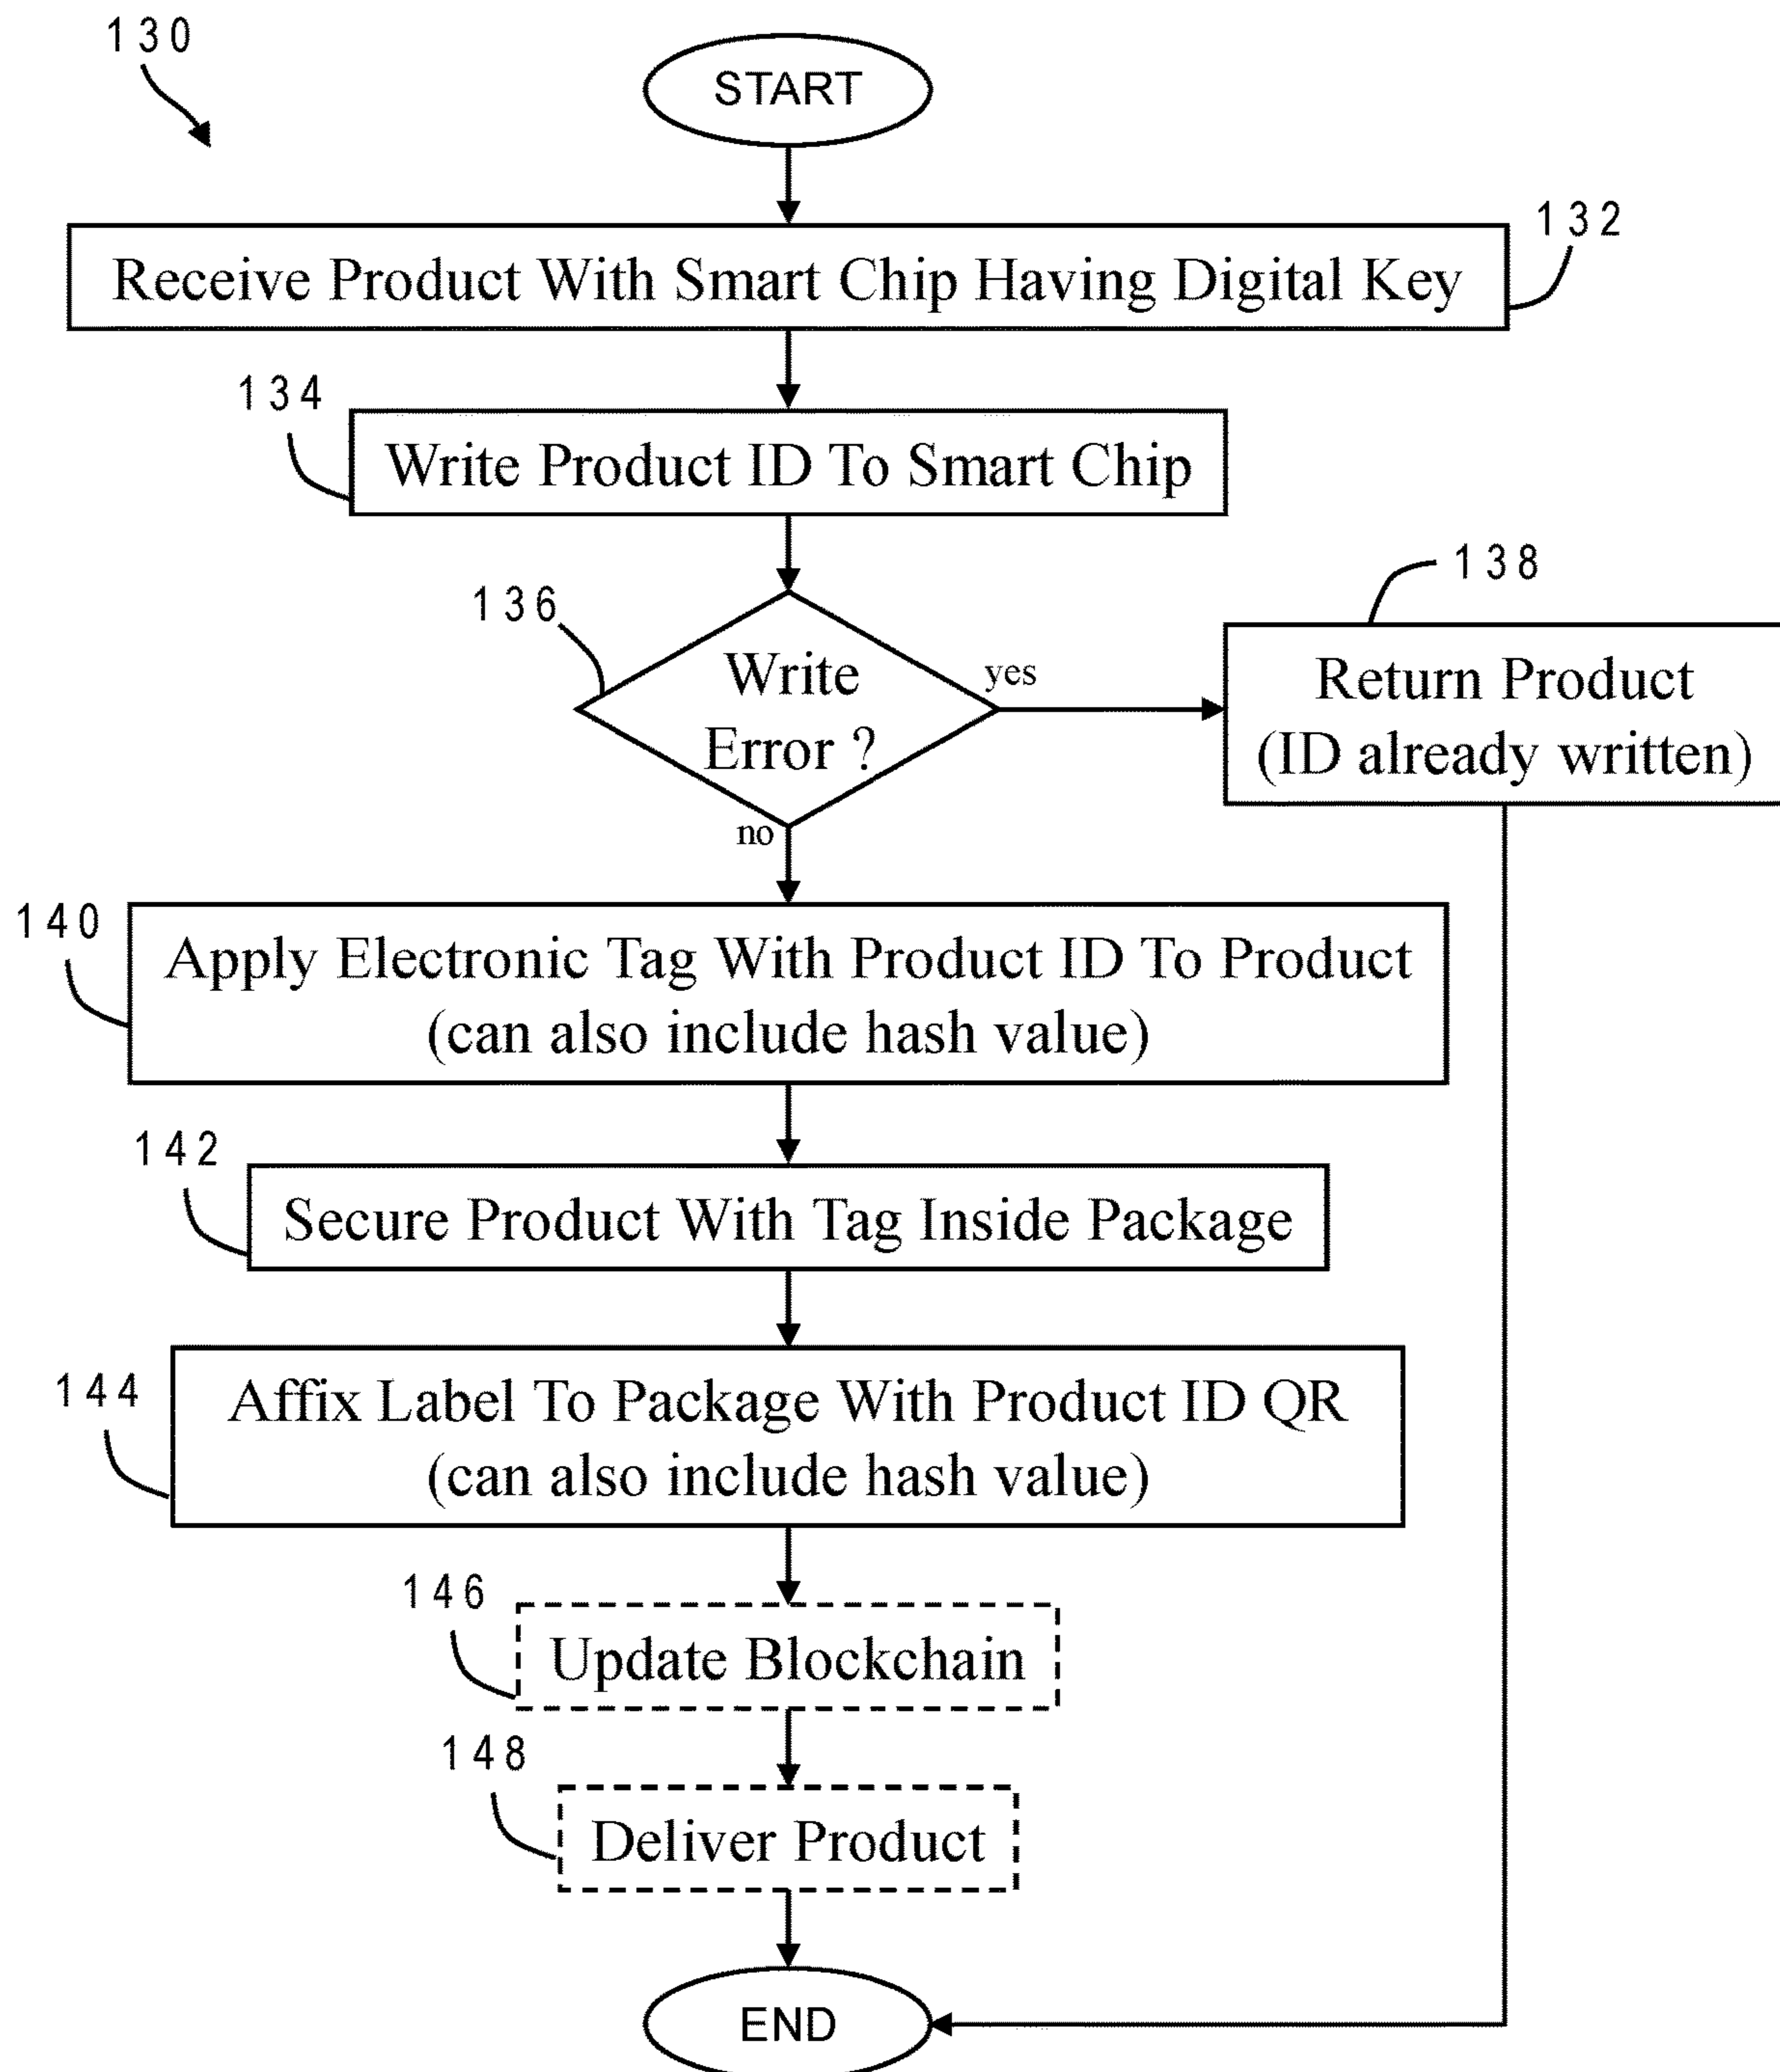 130
START
132
Receive Product With Smart Chip Having Digital Key
134
Write Product ID To Smart Chip
136
138
Write
Error ?
yes
Return Product
(ID already written)
no
140
Apply Electronic Tag With Product ID To Product
(can also include hash value)
142
Secure Product With Tag Inside Package
144
Affix Label To Package With Product ID QR
(can also include hash value)
146
Update Blockchain
148
Deliver Product
END